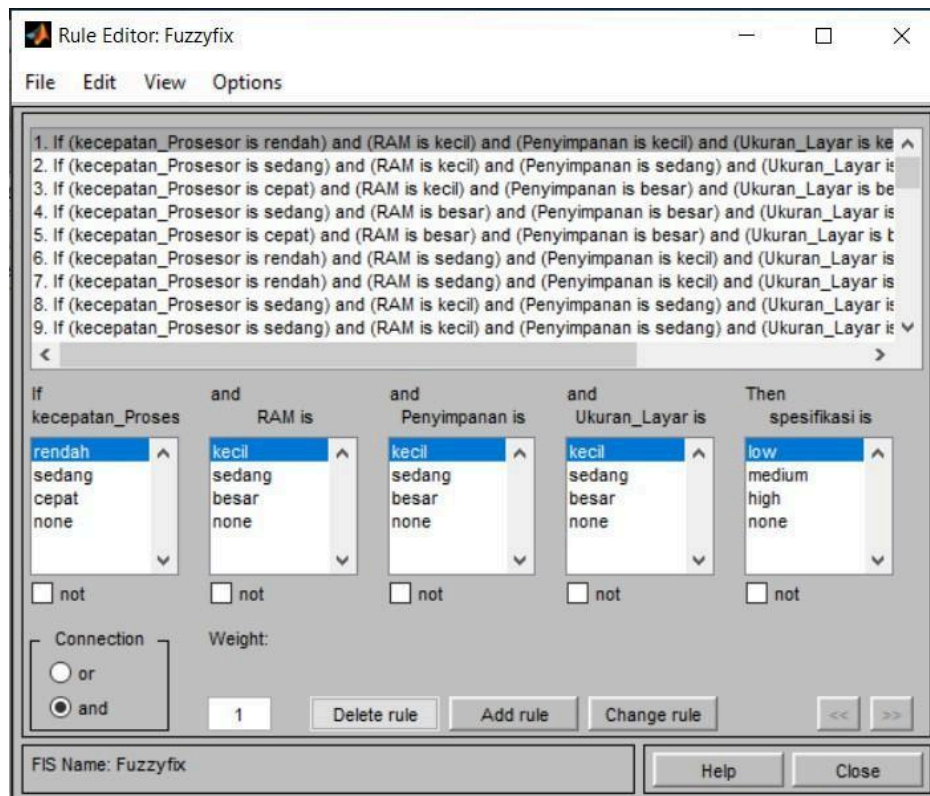 Rule Editor: Fuzzyfix
File Edit View Options
1. If (kecepatan_Prosesor is rendah) and (RAM is kecil) and (Penyimpanan is kecil) and (Ukuran_Layar is ke
2. If (kecepatan_Prosesor is sedang) and (RAM is kecil) and (Penyimpanan is sedang) and (Ukuran_Layar is
3. If (kecepatan_Prosesor is cepat) and (RAM is kecil) and (Penyimpanan is besar) and (Ukuran_Layar is be
4. If (kecepatan_Prosesor is sedang) and (RAM is besar) and (Penyimpanan is besar) and (Ukuran_Layar is
5. If (kecepatan_Prosesor is cepat) and (RAM is besar) and (Penyimpanan is besar) and (Ukuran_Layar is b
6. If (kecepatan_Prosesor is rendah) and (RAM is sedang) and (Penyimpanan is kecil) and (Ukuran_Layar is
7. If (kecepatan_Prosesor is rendah) and (RAM is sedang) and (Penyimpanan is kecil) and (Ukuran_Layar is
8. If (kecepatan_Prosesor is sedang) and (RAM is kecil) and (Penyimpanan is sedang) and (Ukuran_Layar is
9. If (kecepatan_Prosesor is sedang) and (RAM is kecil) and (Penyimpanan is sedang) and (Ukuran_Layar is
If and and and Then
kecepatan_Proses RAM is Penyimpanan is Ukuran_Layar is spesifikasi is
rendah kecil kecil kecil low
sedang sedang sedang sedang medium
cepat besar besar besar high
none none none none none
not not not not not
Connection Weight:
or
and 1 Delete rule Add rule Change rule << >>
FIS Name: Fuzzyfix Help Close